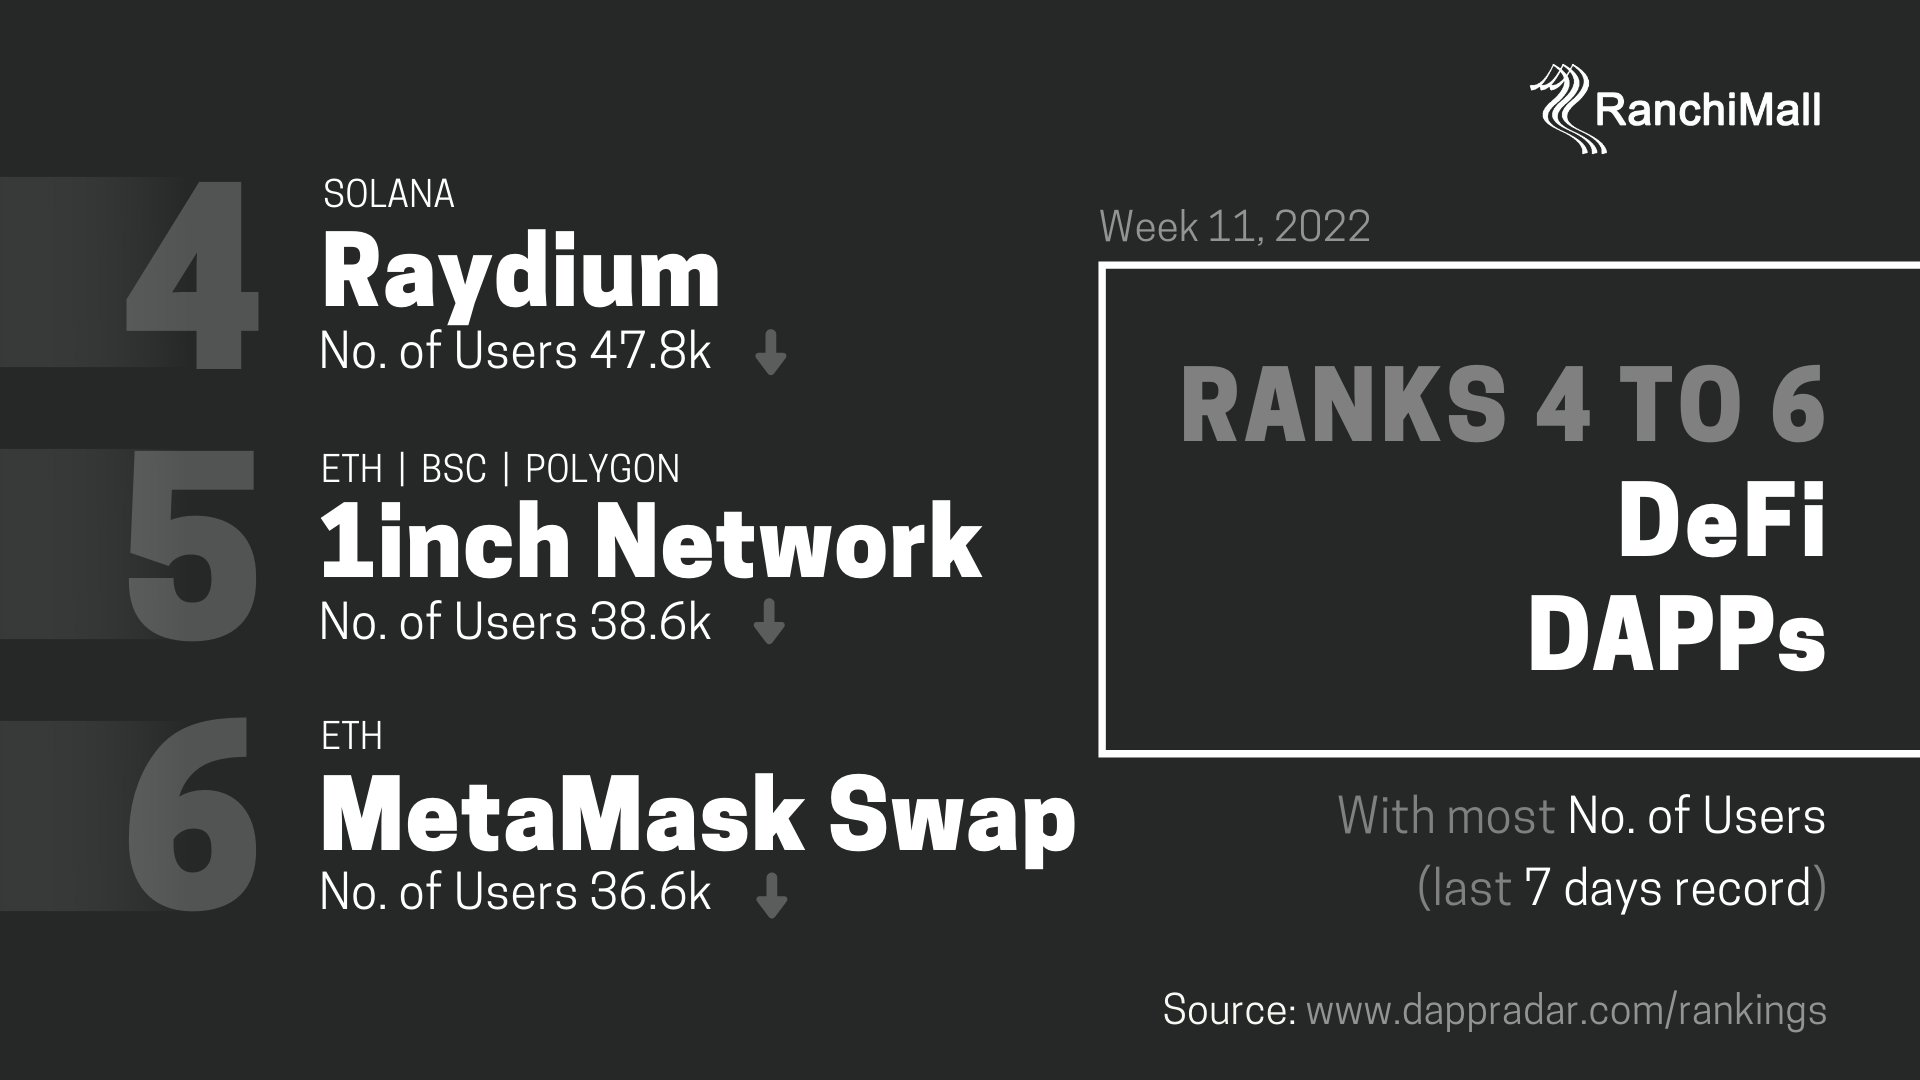 RanchiMall
4
SOLANA
Raydium
No. of Users 47.8k
5
ETH | BSC | POLYGON
1inch Network
No. of Users 38.6k
6
ETH
MetaMask Swap
No. of Users 36.6k
Week 11, 2022
RANKS 4 TO 6
DeFi
DAPPs
With most No. of Users
(last 7 days record)
Source: www.dappradar.com/rankings